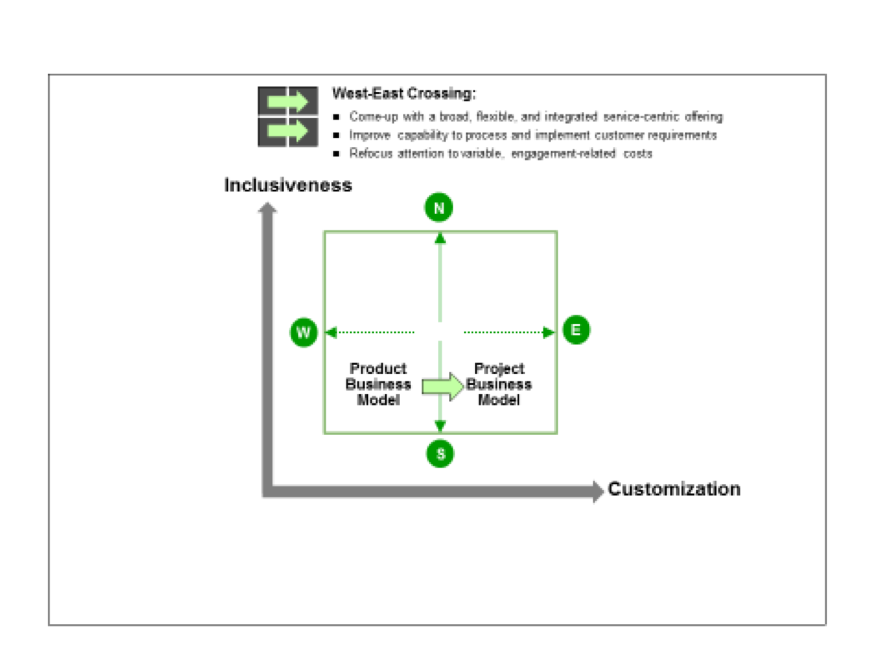 West-East Crossing:
▪ Come-up with a broad, flexible, and integrated service-centric offering
▪ Improve capability to process and implement customer requirements
▪ Refocus attention to variable, engagement-related costs
Inclusiveness
N
W
E
Product
Business
Model
Project
Business
Model
S
Customization